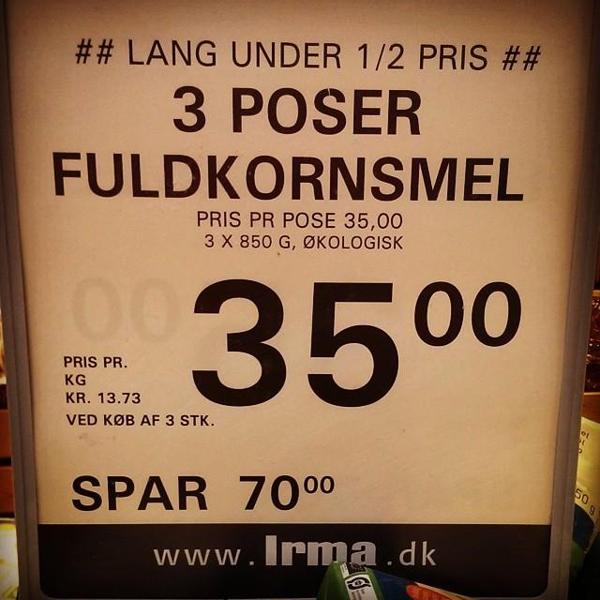 ## LANG UNDER 1/2 PRIS ##
3 POSER
FULDKORNSMEL
PRIS PR POSE 35,00
3 X 850 G, ØKOLOGISK
35 00
PRIS PR.
KG
KR. 13.73
VED KØB AF 3 STK.
SPAR 70 00
www.Irma.dk